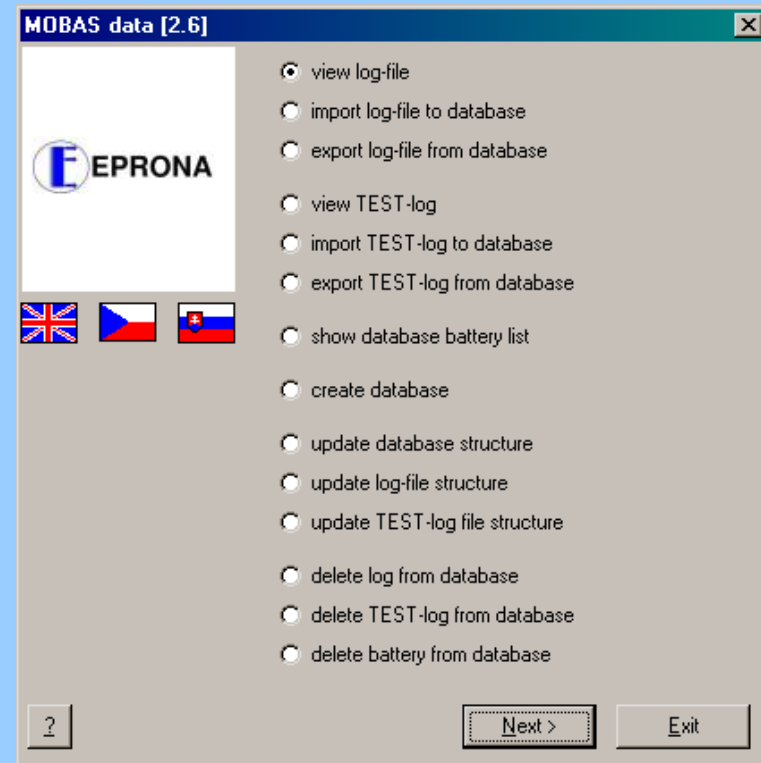 MOBAS data [2.6]
EPRONA
view log-file
import log-file to database
export log-file from database
view TEST-log
import TEST-log to database
export TEST-log from database
show database battery list
create database
update database structure
update log-file structure
update TEST-log file structure
delete log from database
delete TEST-log from database
delete battery from database
?
Next >
Exit